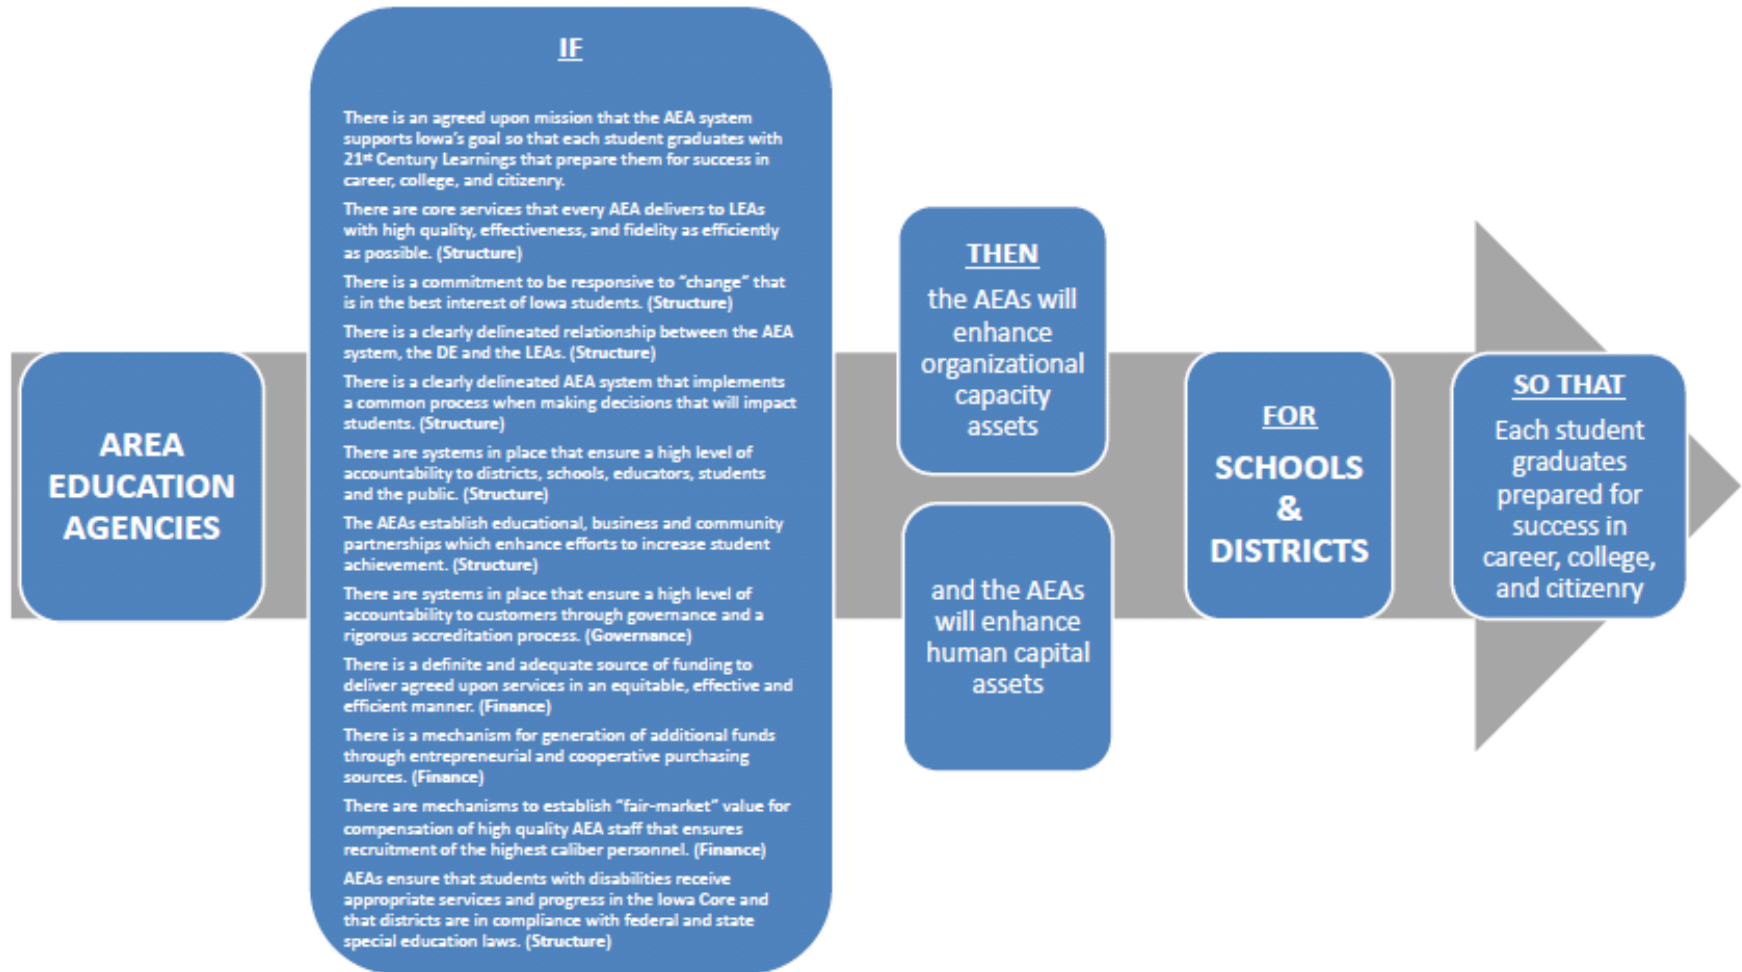 AREA
EDUCATION
AGENCIES
IF
There is an agreed upon mission that the AEA system
supports Iowa's goal so that each student graduates with
21st Century Learnings that prepare them for success in
career, college, and citizenry.
There are core services that every AEA delivers to LEAs
with high quality, effectiveness, and fidelity as efficiently
as possible. (Structure)
There is a commitment to be responsive to “change” that
is in the best interest of Iowa students. (Structure)
There is a clearly delineated relationship between the AEA
system, the DE and the LEAs. (Structure)
There is a clearly delineated AEA system that implements
a common process when making decisions that will impact
students. (Structure)
There are systems in place that ensure a high level of
accountability to districts, schools, educators, students
and the public. (Structure)
The AEAs establish educational, business and community
partnerships which enhance efforts to increase student
achievement. (Structure)
There are systems in place that ensure a high level of
accountability to customers through governance and a
rigorous accreditation process. (Governance)
There is a definite and adequate source of funding to
deliver agreed upon services in an equitable, effective and
efficient manner. (Finance)
There is a mechanism for generation of additional funds
through entrepreneurial and cooperative purchasing
sources. (Finance)
There are mechanisms to establish “fair-market” value for
compensation of high quality AEA staff that ensures
recruitment of the highest caliber personnel. (Finance)
AEAs ensure that students with disabilities receive
appropriate services and progress in the Iowa Core and
that districts are in compliance with federal and state
special education laws. (Structure)
THEN
the AEAs will
enhance
organizational
capacity
assets
and the AEAs
will enhance
human capital
assets
FOR
SCHOOLS
&
DISTRICTS
SO THAT
Each student
graduates
prepared for
success in
career, college,
and citizenry